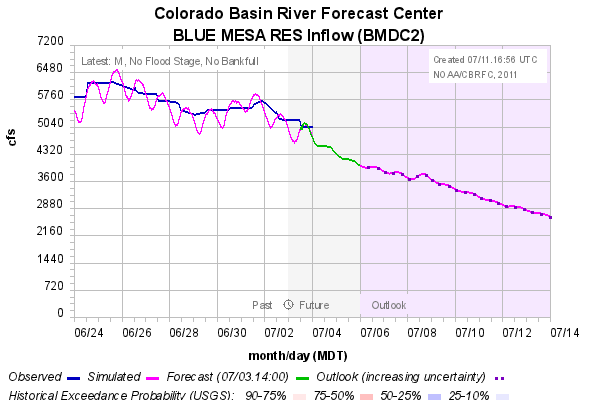 Colorado Basin River Forecast Center
BLUE MESA RES Inflow (BMDC2)
7200
6480
5760
5040
4320
3600
2880
2160
1440
720
0
cfs
Latest: M, No Flood Stage, No Bankfull
Created 07/11.16:56 UTC
NOAA/CBRFC, 2011
Past Future Outlook
06/24 06/26 06/28 06/30 07/02 07/04 07/06 07/08 07/10 07/12 07/14
month/day (MDT)
Observed Simulated Forecast (07/03.14:00) Outlook (increasing uncertainty)
Historical Exceedance Probability (USGS): 90-75% 75-50% 50-25% 25-10%